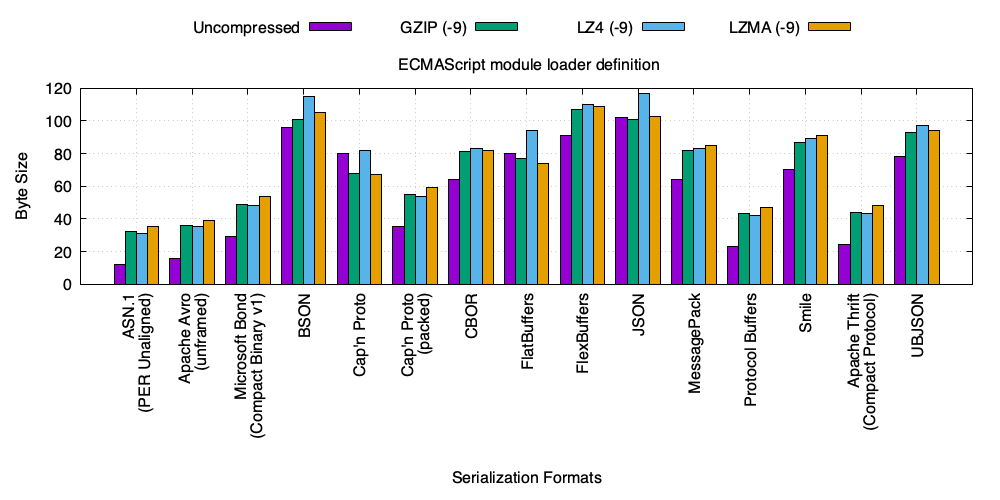 Uncompressed GZIP (-9) LZ4 (-9) LZMA (-9)
ECMAScript module loader definition
120
100
80
60
40
20
0
Byte Size
ASN.1
(PER Unaligned)
Apache Avro
(unframed)
Microsoft Bond
(Compact Binary v1)
BSON
Cap'n Proto
Cap'n Proto
(packed)
CBOR
FlatBuffers
FlexBuffers
JSON
MessagePack
Protocol Buffers
Smile
Apache Thrift
(Compact Protocol)
UBJSON
Serialization Formats